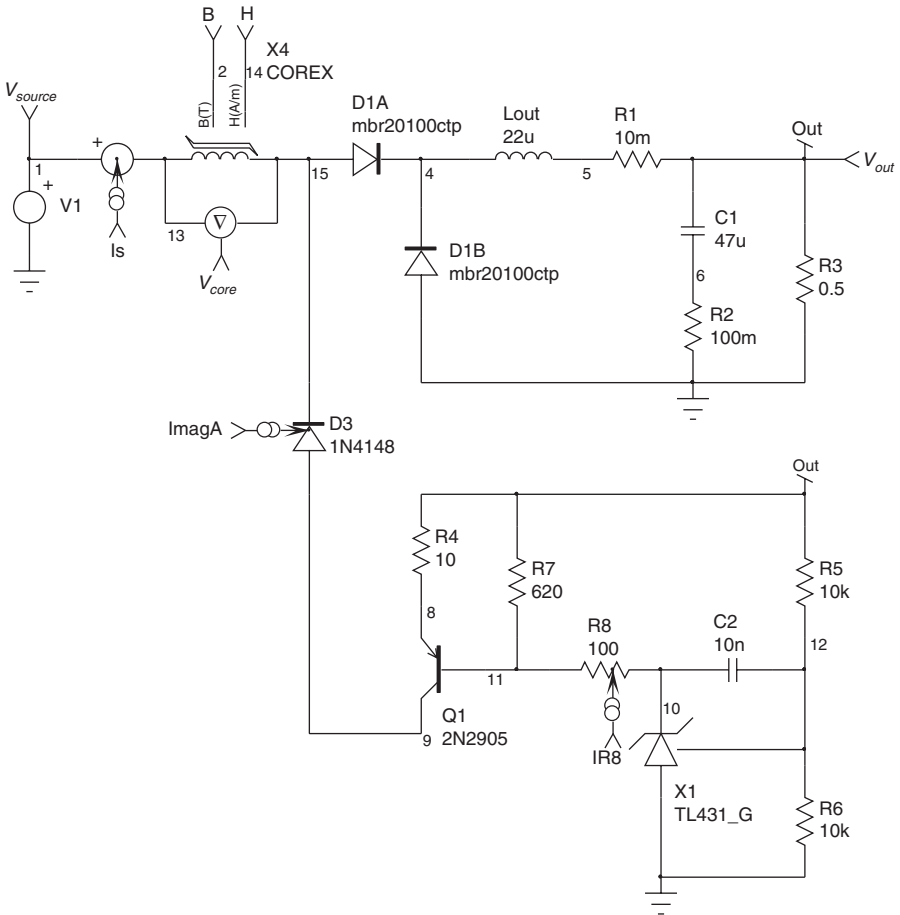 B H
X4
COREX
2 14
B(T) H(A/m)
Vsource
+
1
+
V1
Is
13
Vcore
15
D1A
mbr20100ctp
4
Lout
22u
5
R1
10m
Out
Vout
C1
47u
6
R2
100m
R3
0.5
D1B
mbr20100ctp
ImagA
D3
1N4148
Out
R4
10
R7
620
R5
10k
8
R8
100
C2
10n
12
11
10
Q1
2N2905
9
IR8
X1
TL431_G
R6
10k